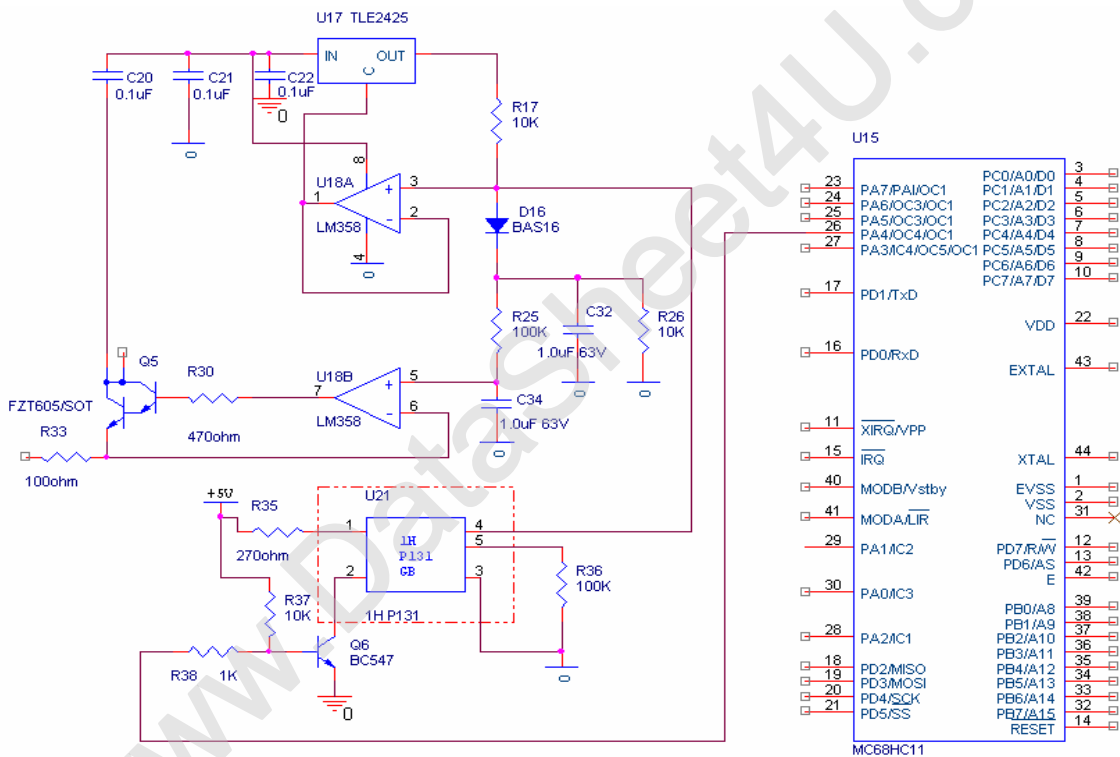 U17 TLE2425
IN OUT
C
C20
0.1uF
C21
0.1uF
C22
0.1uF
0
0
R17
10K
U18A
LM358
8
3
1
2
4
0
D16
BAS16
R25
100K
C32
1.0uF 63V
R26
10K
0
0
Q5
R30
470ohm
U18B
LM358
7
5
6
C34
1.0uF 63V
0
FZT605/SOT
R33
100ohm
+5V
R35
270ohm
U21
1
2
1H
P131
GB
4
5
3
1H P131
R36
100K
R37
10K
Q6
BC547
R38 1K
0
0
U15
23 PA7/PAI/OC1
24 PA6/OC3/OC1
25 PA5/OC3/OC1
26 PA4/OC4/OC1
27 PA3/IC4/OC5/OC1
17 PD1/TxD
16 PD0/RxD
11 XIRQ/VPP
15 IRQ
40 MODB/Vstby
41 MODA/LIR
29 PA1/IC2
30 PA0/IC3
28 PA2/IC1
18 PD2/MISO
19 PD3/MOSI
20 PD4/SCK
21 PD5/SS
PC0/A0/D0 3
PC1/A1/D1 4
PC2/A2/D2 5
PC3/A3/D3 6
PC4/A4/D4 7
PC5/A5/D5 8
PC6/A6/D6 9
PC7/A7/D7 10
VDD 22
EXTAL 43
XTAL 44
EVSS 1
VSS 2
NC 31
PD7/R/W 12
PD6/AS 13
E 42
PB0/A8 39
PB1/A9 38
PB2/A10 37
PB3/A11 36
PB4/A12 35
PB5/A13 34
PB6/A14 33
PB7/A15 32
RESET 14
MC68HC11
www.DataSheet4U.c